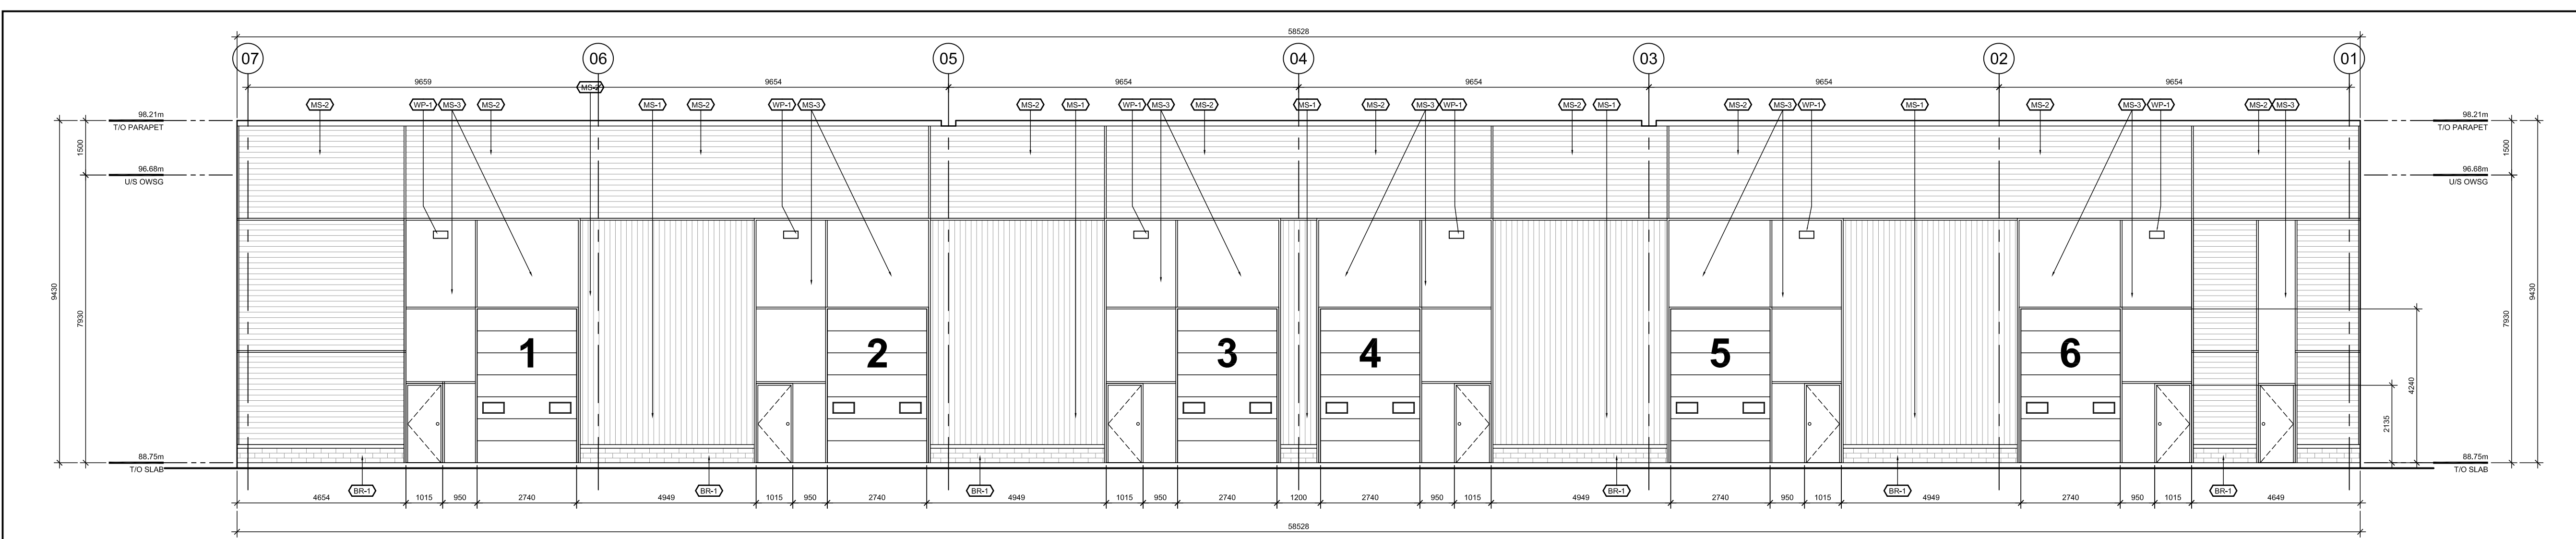 58528
07 06 05 04 03 02 01
9659 9654 9654 9654 9654 9654
MS-2
MS-2 WP-1 MS-3 MS-2 MS-1 MS-2 WP-1 MS-3 MS-2 MS-1 WP-1 MS-3 MS-2 MS-1 MS-2 MS-3 WP-1 MS-2 MS-1 MS-2 MS-3 WP-1 MS-1 MS-2 MS-3 WP-1 MS-2 MS-3
98.21m 98.21m
T/O PARAPET T/O PARAPET
1500 1500
96.68m 96.68m
U/S OWSG U/S OWSG
9430 7930 7930 9430
1 2 3 4 5 6
4240
2135
88.75m 88.75m
T/O SLAB T/O SLAB
BR-1 BR-1 BR-1 BR-1 BR-1 BR-1
4654 1015 950 2740 4949 1015 950 2740 4949 1015 950 2740 1200 2740 950 1015 4949 2740 950 1015 4949 2740 950 1015 4649
58528